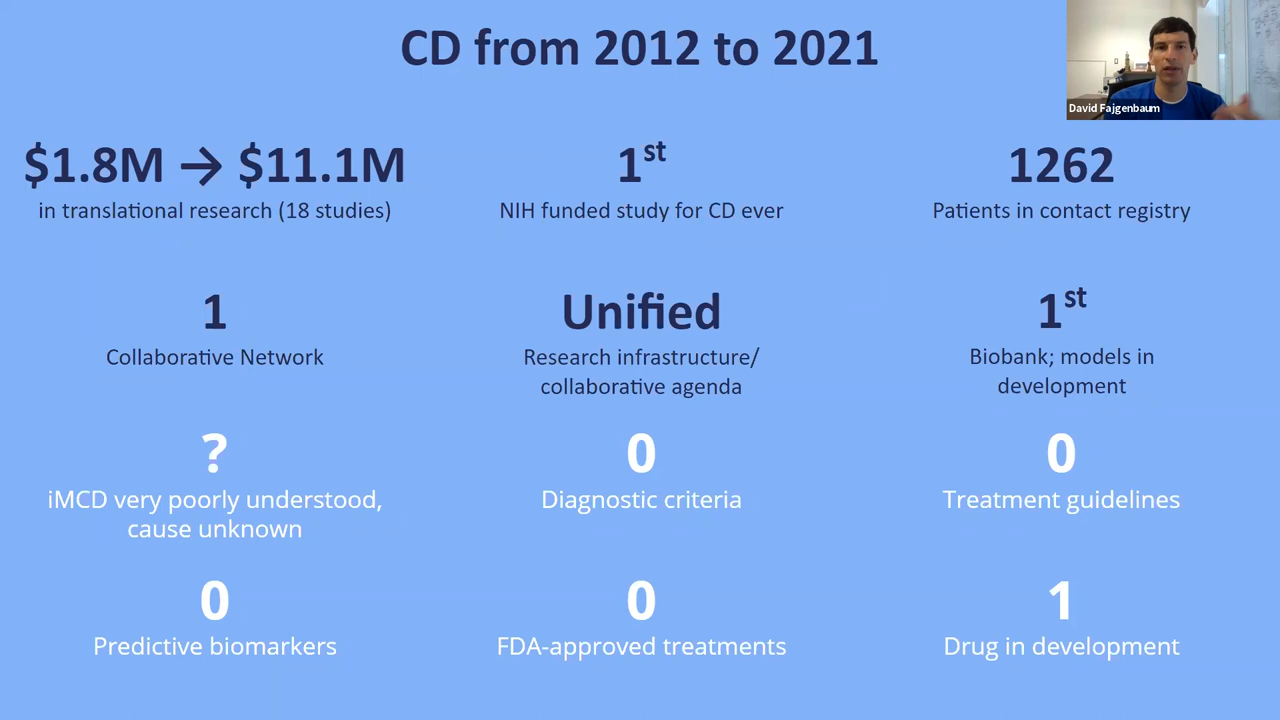 CD from 2012 to 2021
David Fajgenbaum
$1.8M → $11.1M
in translational research (18 studies)
1st
NIH funded study for CD ever
1262
Patients in contact registry
1
Collaborative Network
Unified
Research infrastructure/
collaborative agenda
1st
Biobank; models in
development
?
iMCD very poorly understood,
cause unknown
0
Diagnostic criteria
0
Treatment guidelines
0
Predictive biomarkers
0
FDA-approved treatments
1
Drug in development